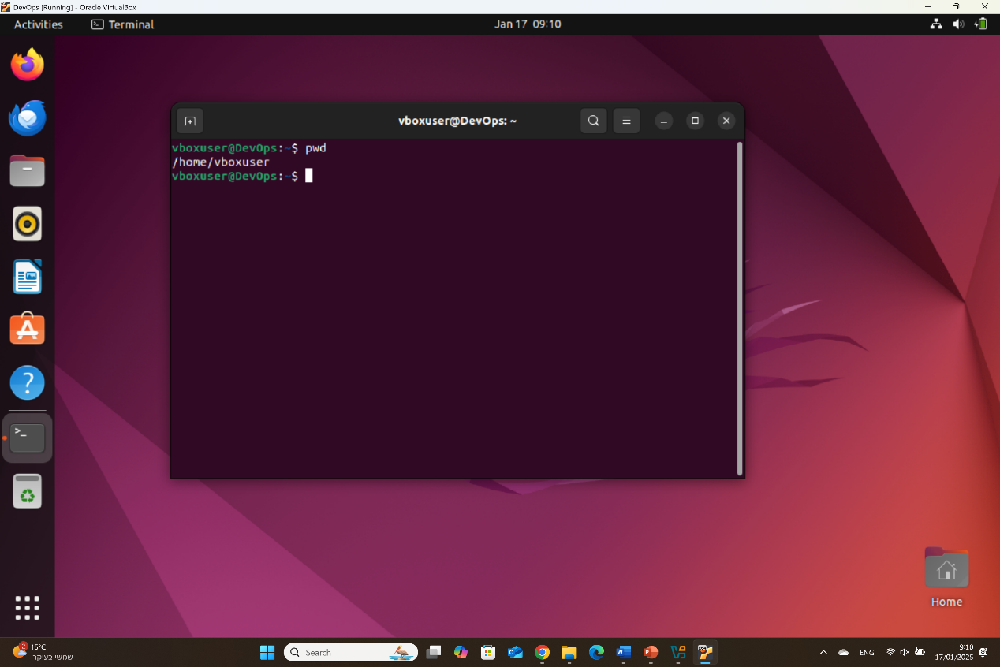 DevOps [Running] - Oracle VirtualBox
Activities
Terminal
Jan 17 09:10
vboxuser@DevOps: ~
vboxuser@DevOps:~$ pwd
/home/vboxuser
vboxuser@DevOps:~$
Home
2
15°C
שמשי בעיקרו
Search
ENG
9:10
17/01/2025